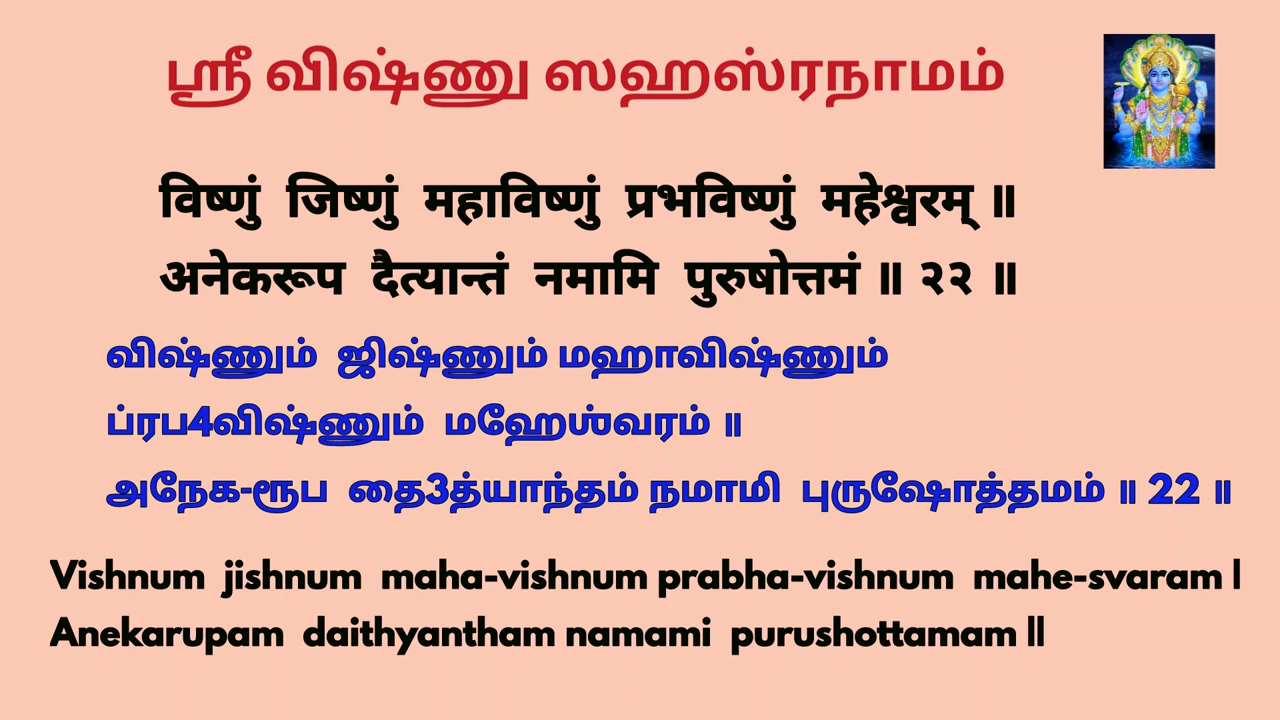 ஸ்ரீ விஷ்ணு ஸஹஸ்ரநாமம்
विष्णुं जिष्णुं महाविष्णुं प्रभविष्णुं महेश्वरम् ॥
अनेकरूप दैत्यान्तं नमामि पुरुषोत्तमं ॥ २२ ॥
விஷ்ணும் ஜிஷ்ணும் மஹாவிஷ்ணும்
ப்ரப4விஷ்ணும் மஹேஶ்வரம் ॥
அநேக-ரூப தை3த்யாந்தம் நமாமி புருஷோத்தமம் ॥ 22 ॥
Vishnum jishnum maha-vishnum prabha-vishnum mahe-svaram l
Anekarupam daithyantham namami purushottamam ll